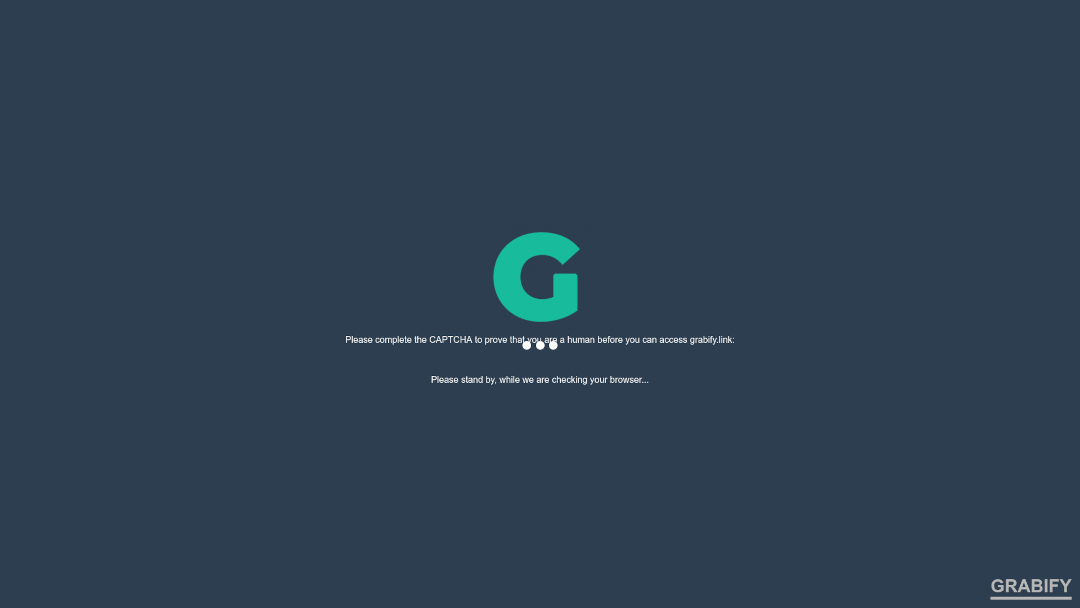 G
Please complete the CAPTCHA to prove that you are a human before you can access grabify.link:
Please stand by, while we are checking your browser...
GRABIFY